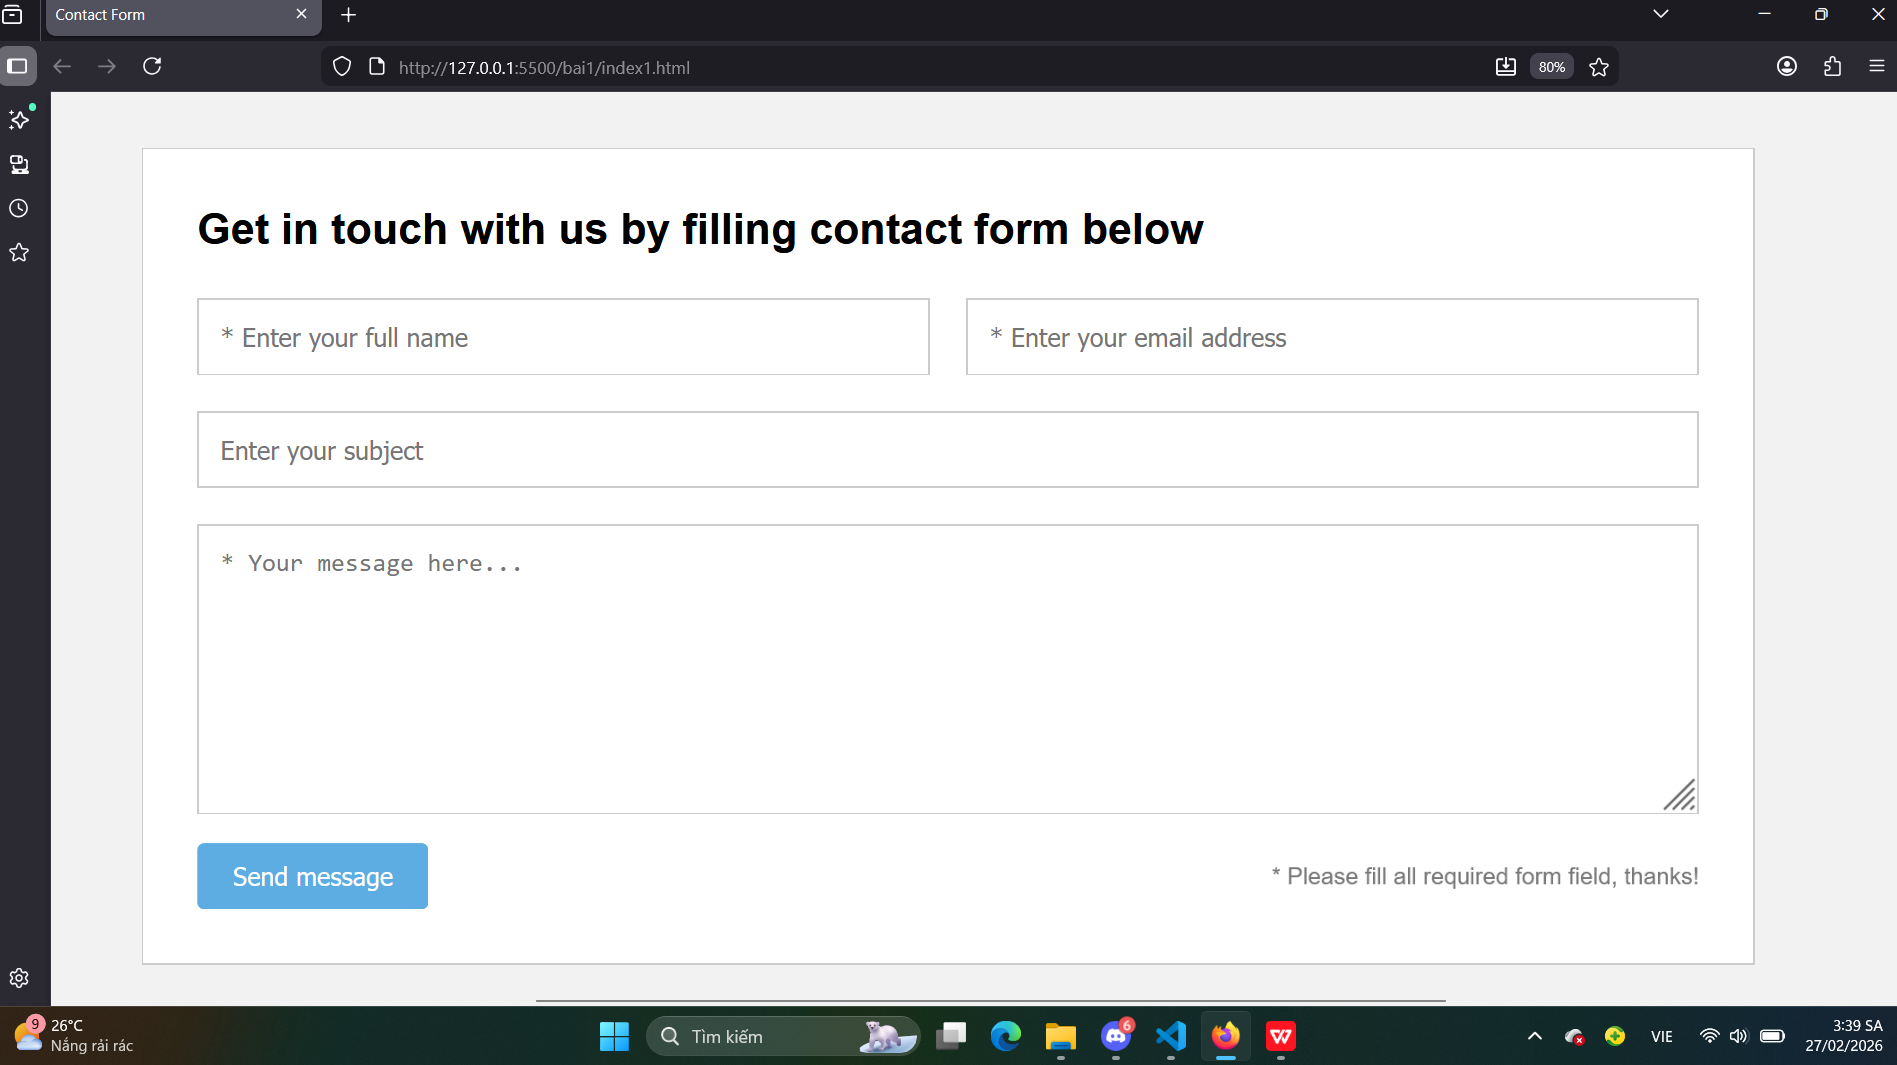 Contact Form
http://127.0.0.1:5500/bai1/index1.html
80%
Get in touch with us by filling contact form below
* Enter your full name
* Enter your email address
Enter your subject
* Your message here...
Send message
* Please fill all required form field, thanks!
9
26°C
Nắng rải rác
Tìm kiếm
6
W
VIE
3:39 SA
27/02/2026